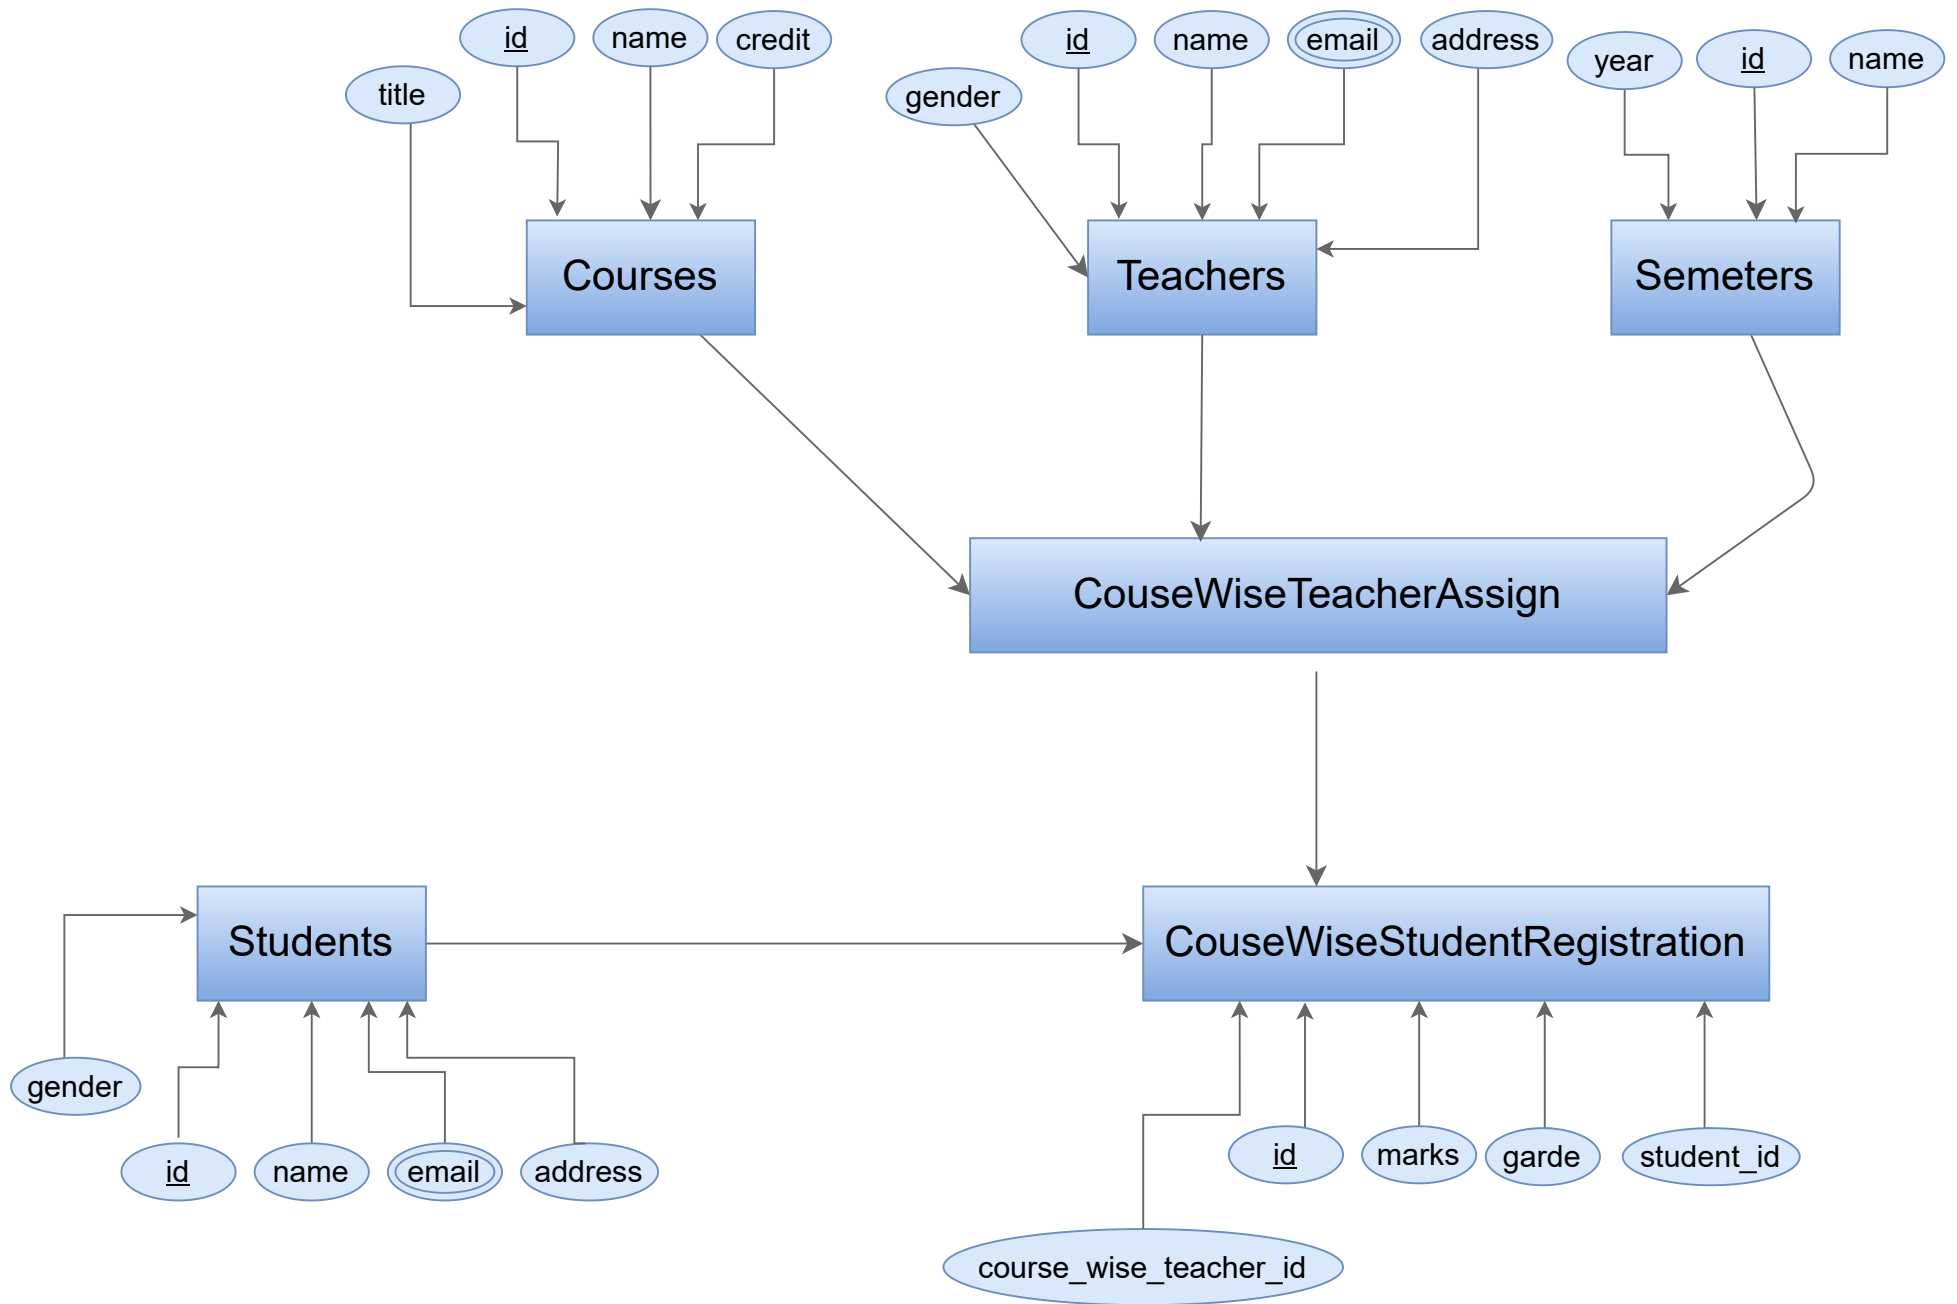 id
name
credit
title
id
name
email
address
gender
year
id
name
Courses
Teachers
Semeters
CouseWiseTeacherAssign
Students
CouseWiseStudentRegistration
gender
id
name
email
address
id
marks
garde
student_id
course_wise_teacher_id